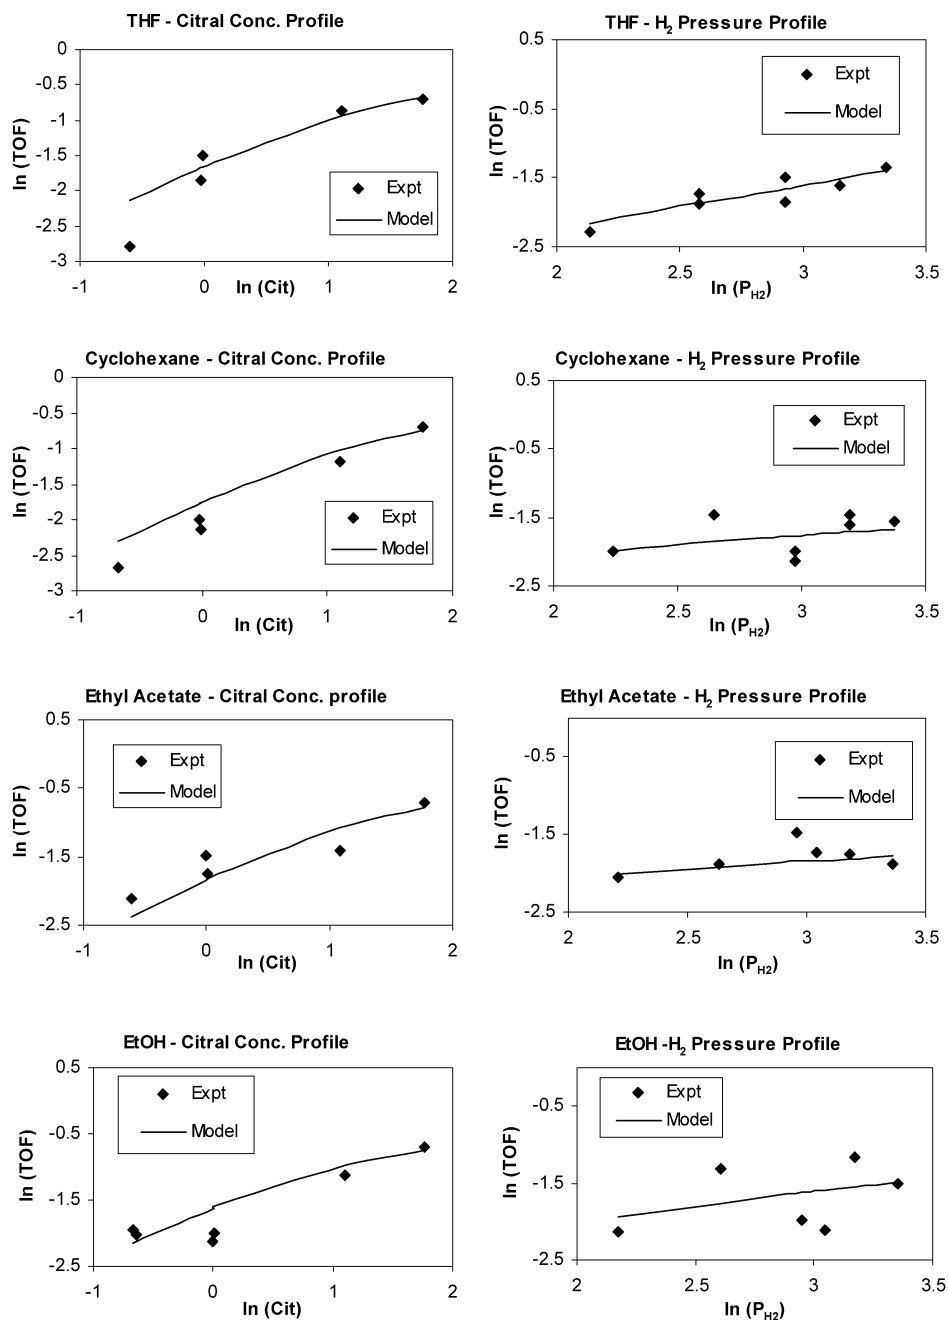 THF - Citral Conc. Profile
0
-0.5
-1
-1.5
-2
-2.5
-3
-1
0
1
2
ln (TOF)
ln (Cit)
Expt
Model
THF - H2 Pressure Profile
0.5
-0.5
-1.5
-2.5
2
2.5
3
3.5
ln (TOF)
ln (PH2)
Expt
Model
Cyclohexane - Citral Conc. Profile
0
-0.5
-1
-1.5
-2
-2.5
-3
-1
0
1
2
ln (TOF)
ln (Cit)
Expt
Model
Cyclohexane - H2 Pressure Profile
0.5
-0.5
-1.5
-2.5
2
2.5
3
3.5
ln (TOF)
ln (PH2)
Expt
Model
Ethyl Acetate - Citral Conc. profile
0.5
-0.5
-1.5
-2.5
-1
0
1
2
ln (TOF)
ln (Cit)
Expt
Model
Ethyl Acetate - H2 Pressure Profile
-0.5
-1.5
-2.5
2
2.5
3
3.5
ln (TOF)
ln (PH2)
Expt
Model
EtOH - Citral Conc. Profile
0.5
-0.5
-1.5
-2.5
-1
0
1
2
ln (TOF)
ln (Cit)
Expt
Model
EtOH -H2 Pressure Profile
-0.5
-1.5
-2.5
2
2.5
3
3.5
ln (TOF)
ln (PH2)
Expt
Model